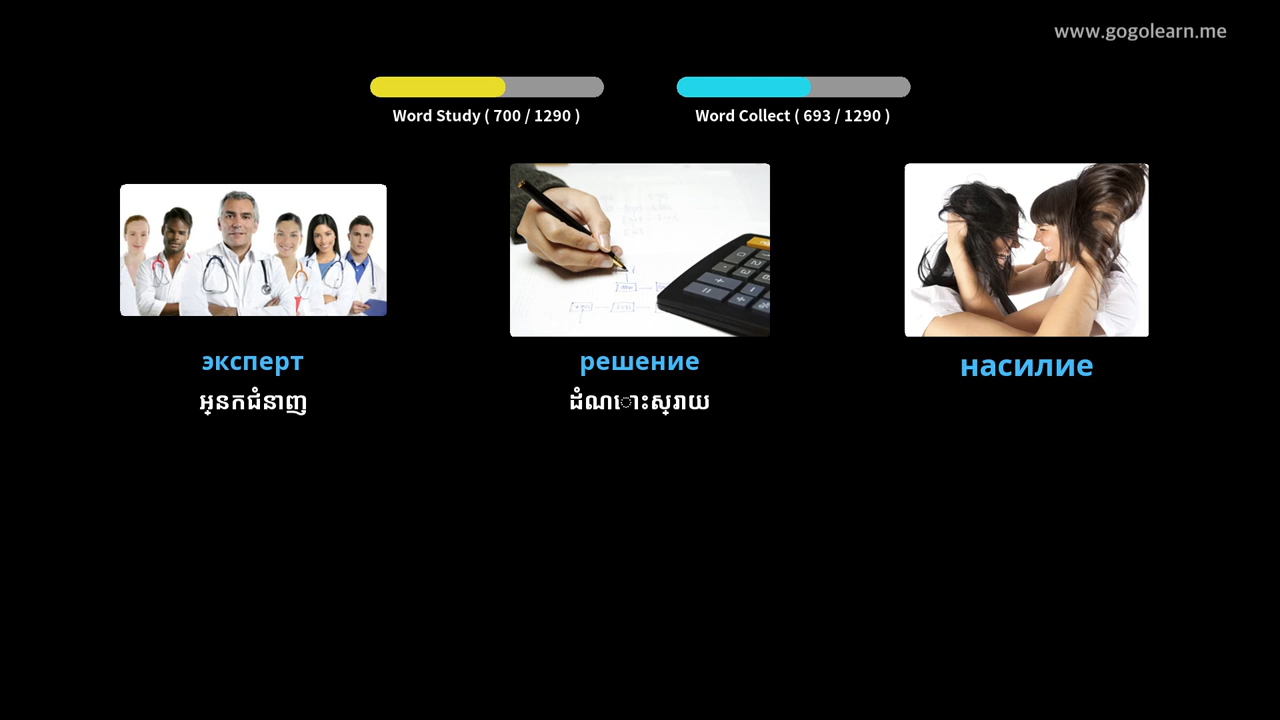 www.gogolearn.me
Word Study ( 700 / 1290 )
Word Collect ( 693 / 1290 )
эксперт
អ្នកជំនាញ
решение
ដំណោះស្រាយ
насилие